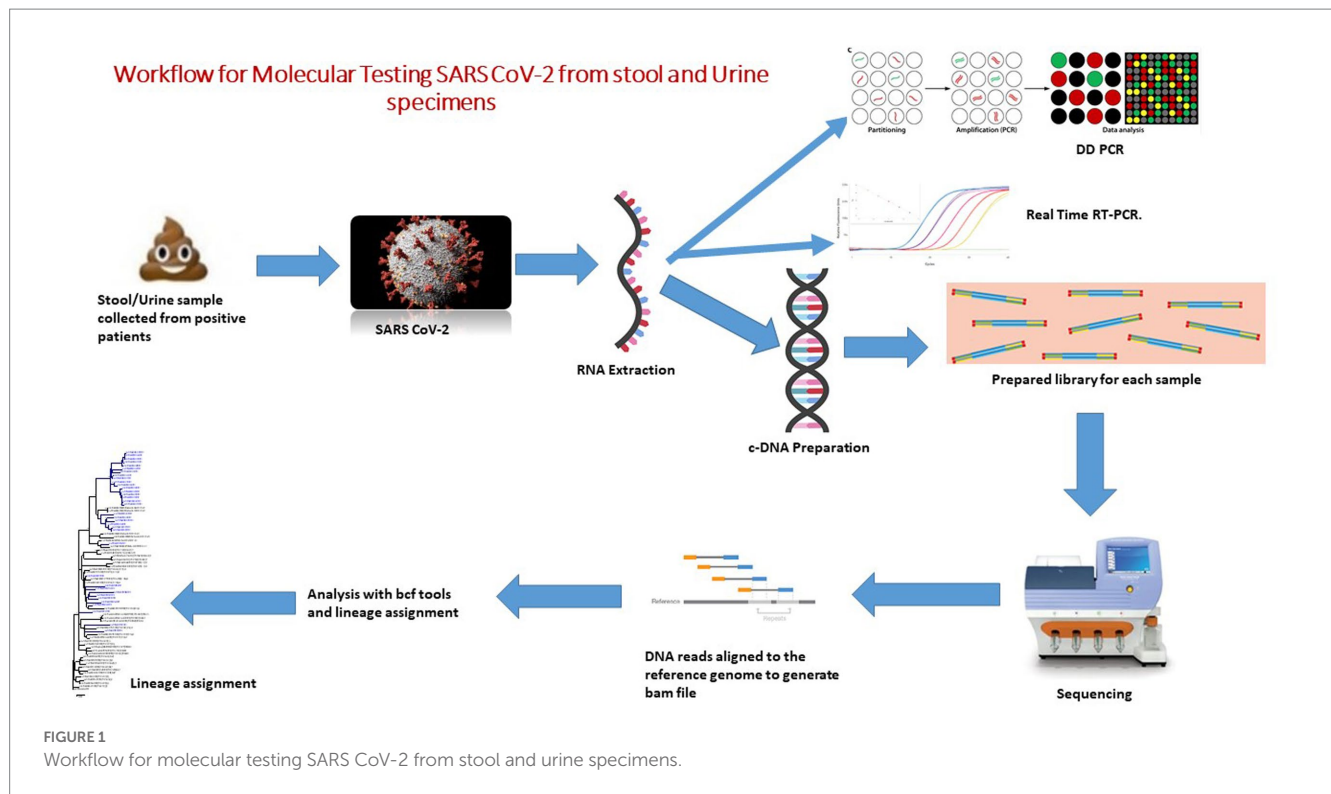 Workflow for Molecular Testing SARS CoV-2 from stool and Urine
specimens
C
Partitioning
Amplification (PCR)
Data analysis
DD PCR
Real Time RT-PCR.
Cycles
Stool/Urine sample
collected from positive
patients
SARS CoV-2
RNA Extraction
c-DNA Preparation
Prepared library for each sample
Sequencing
Reference
Repeats
DNA reads aligned to the
reference genome to generate
bam file
Analysis with bcf tools
and lineage assignment
Lineage assignment
FIGURE 1
Workflow for molecular testing SARS CoV-2 from stool and urine specimens.